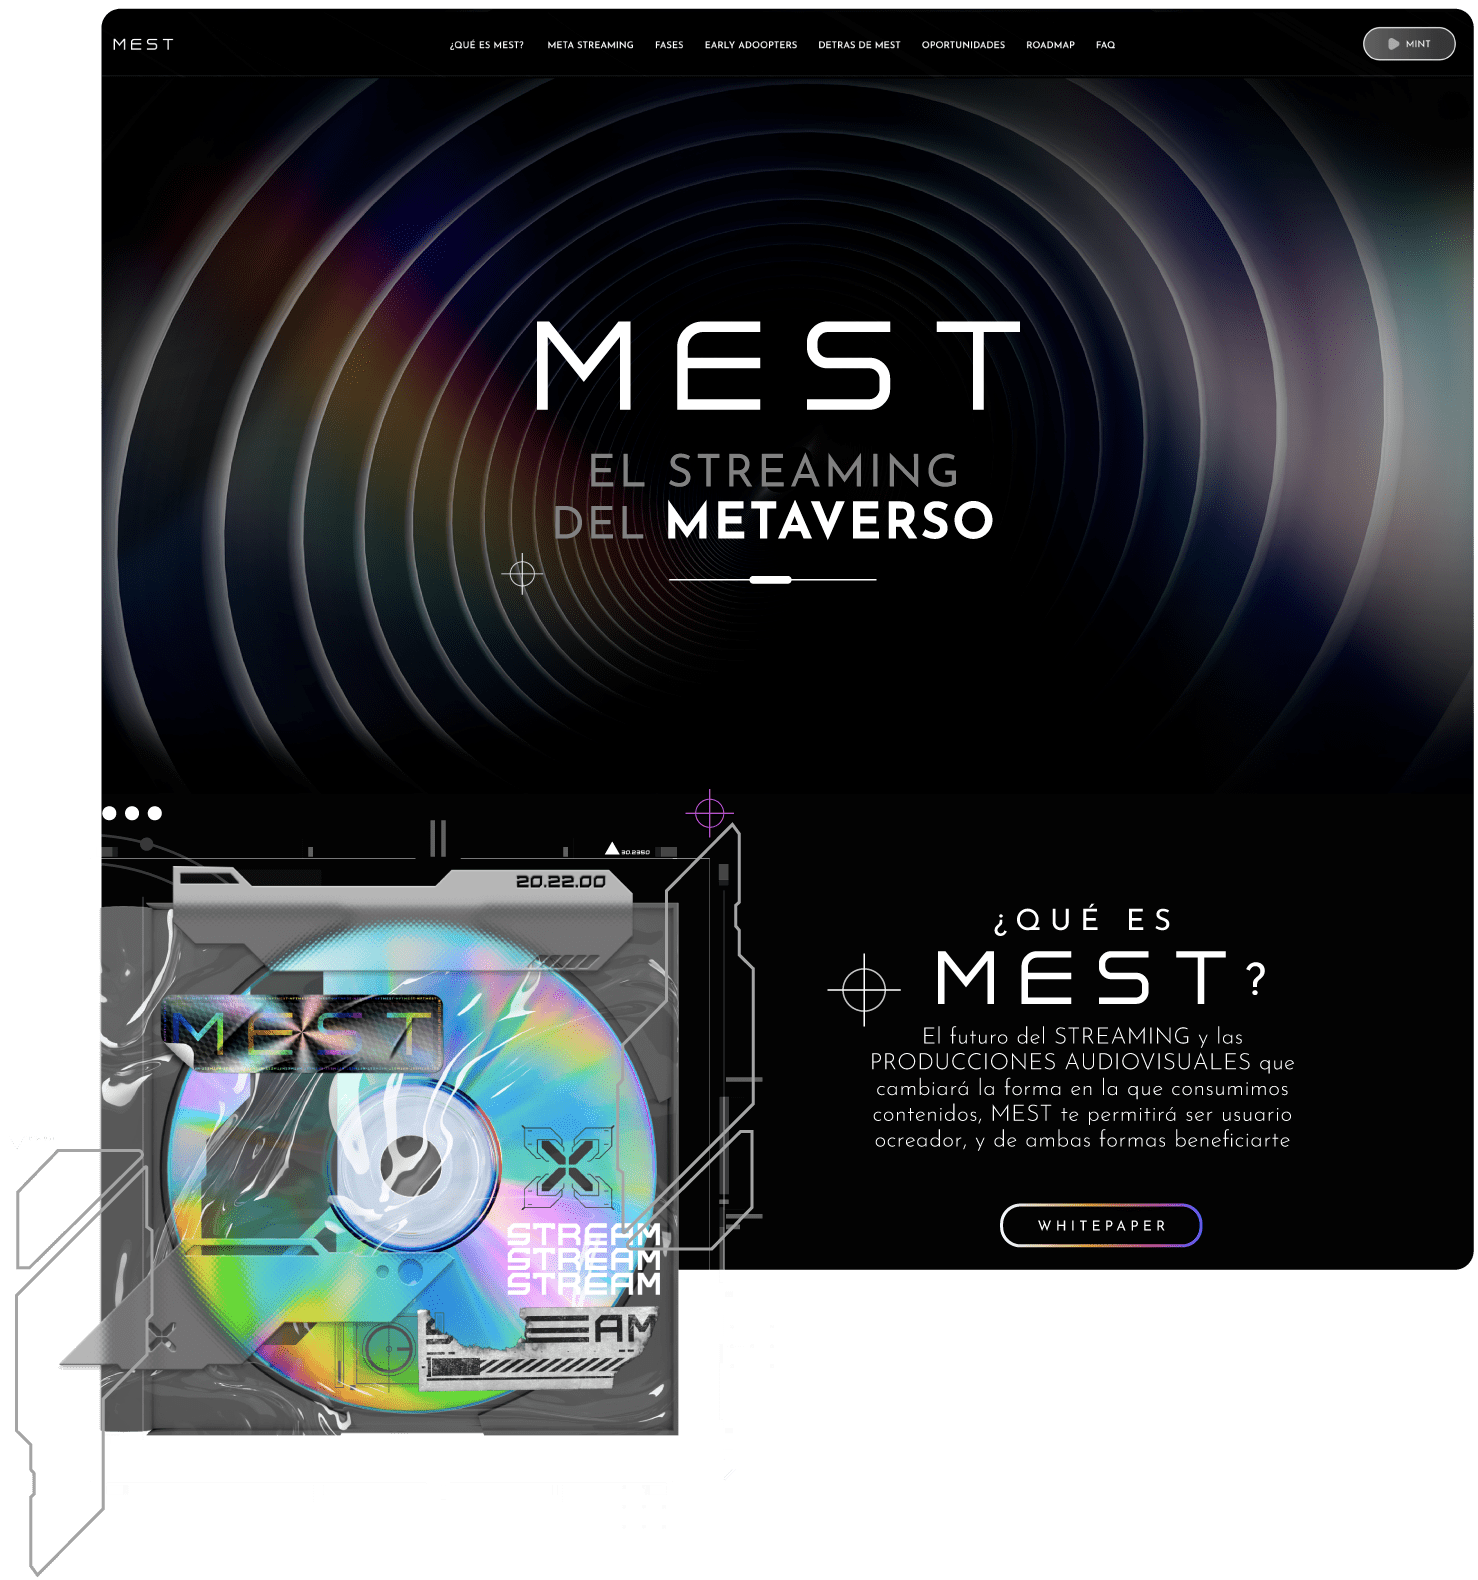 MEST
¿QUÉ ES MEST? META STREAMING FASES EARLY ADOOPTERS DETRAS DE MEST OPORTUNIDADES ROADMAP FAQ
MINT
MEST
EL STREAMING
DEL METAVERSO
30.2350
20.22.00
MEST
¿QUÉ ES
MEST?
El futuro del STREAMING y las
PRODUCCIONES AUDIOVISUALES que
cambiará la forma en la que consumimos
contenidos, MEST te permitirá ser usuario
ocreador, y de ambas formas beneficiarte
WHITEPAPER
STREAM
STREAM
STREAM
EAM